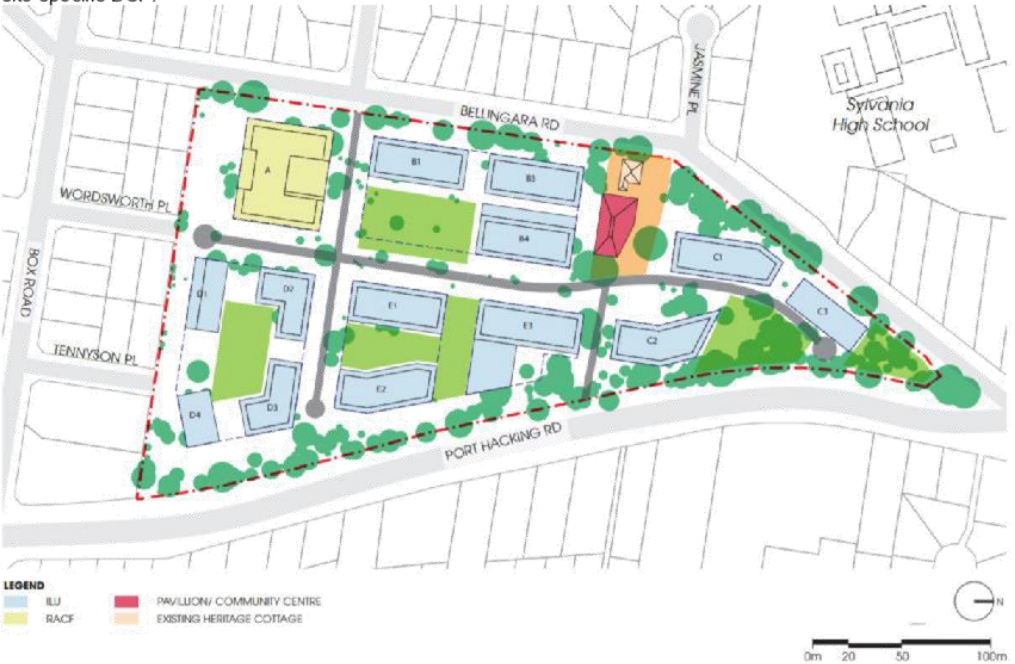 JASMINE PL
Sylvania
High School
BELLINGARA RD
B1
A
WORDSWORTH PL
B4
C1
BOX ROAD
D1
D2
E1
E3
C3
C2
TENNYSON PL
E2
D4
D3
PORT HACKING RD
LEGEND
ILU
RACF
PAVILLION/ COMMUNITY CENTRE
EXISTING HERITAGE COTTAGE
N
0m 20 50 100m